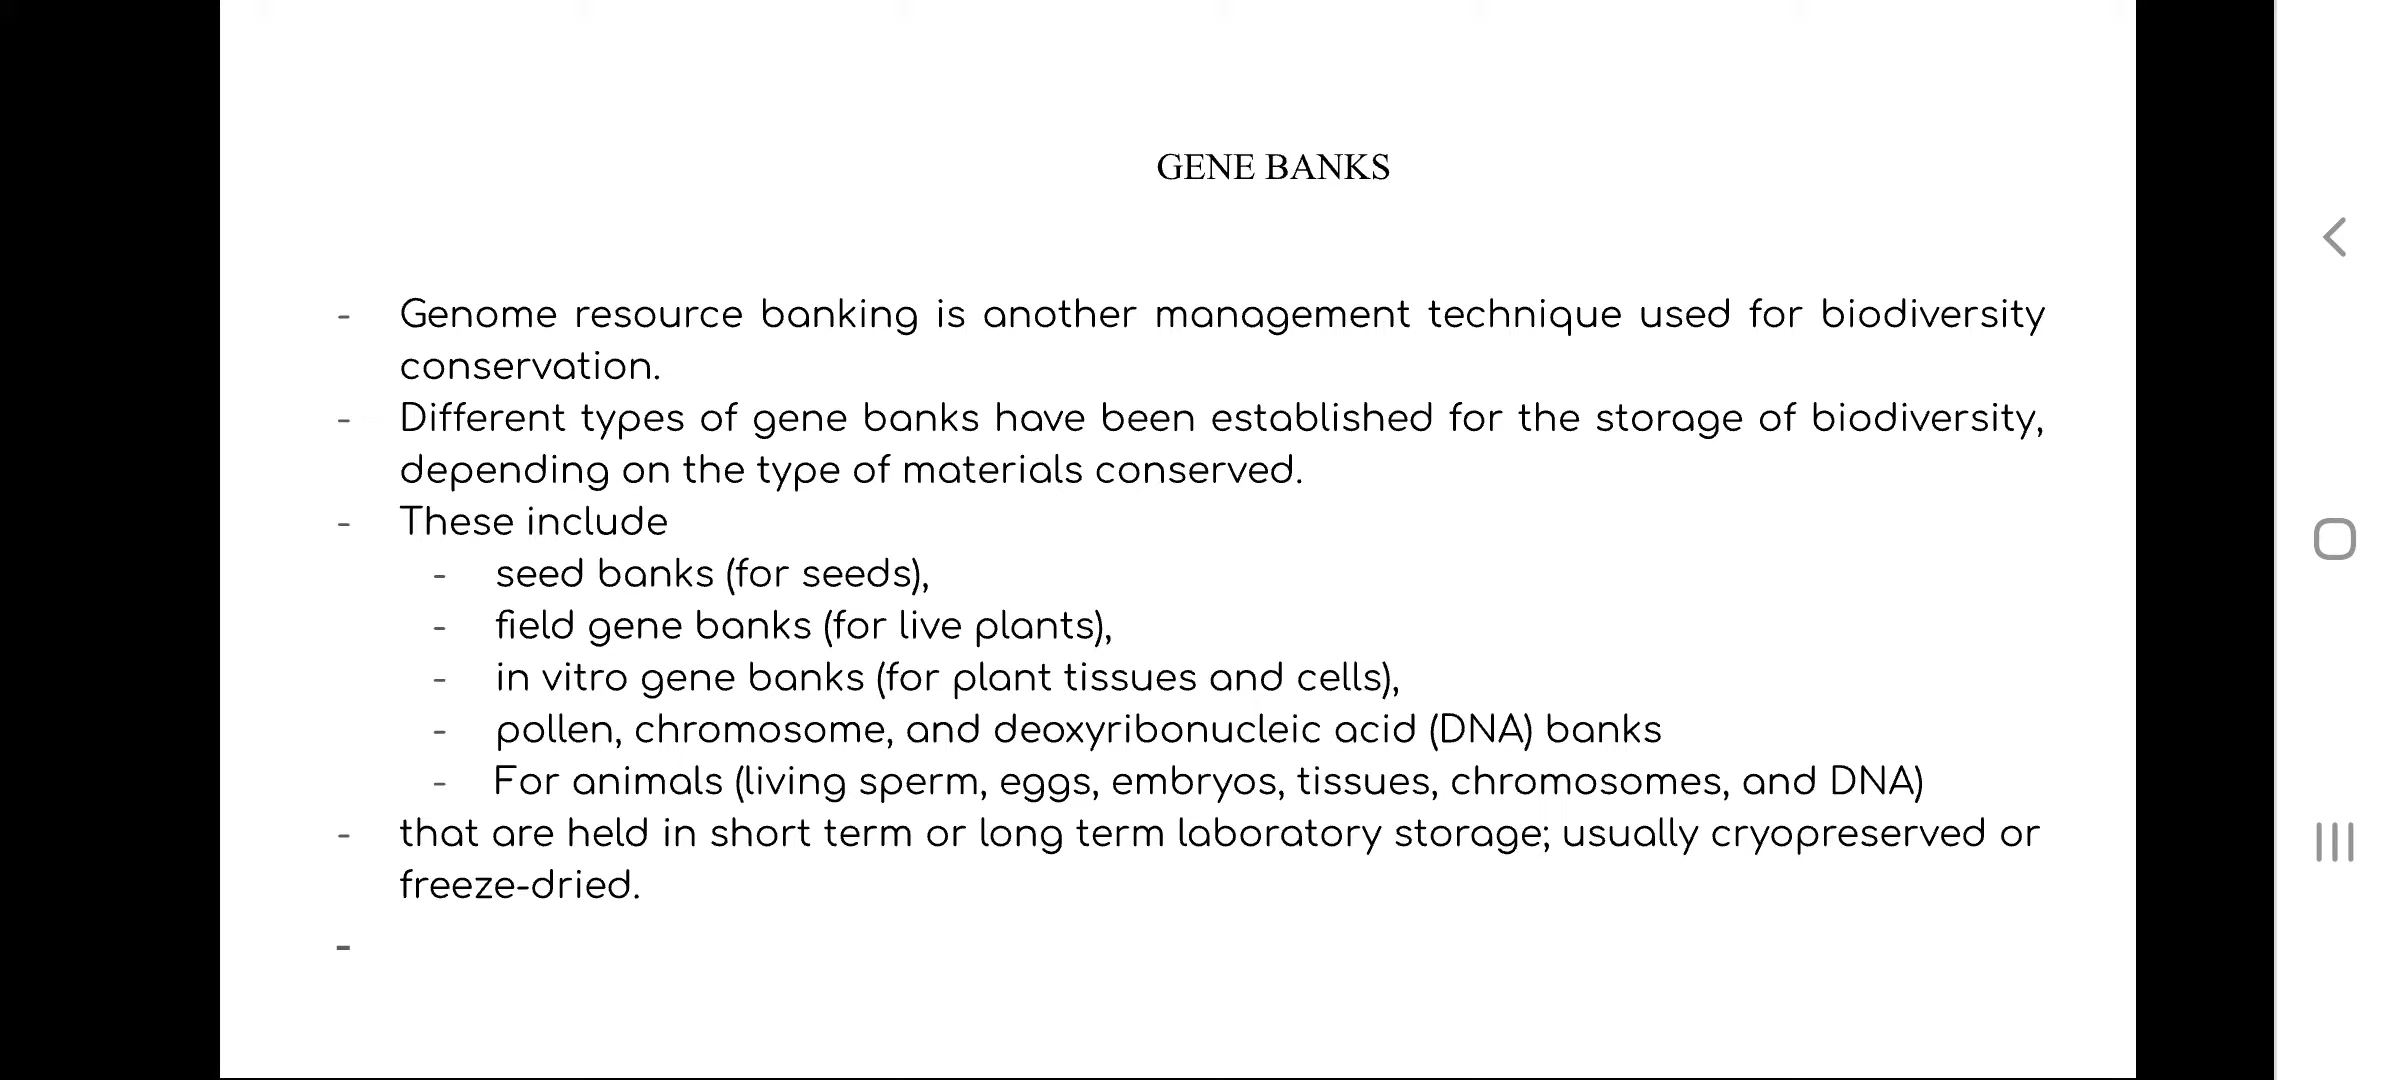 GENE BANKS
- Genome resource banking is another management technique used for biodiversity
conservation.
- Different types of gene banks have been established for the storage of biodiversity,
depending on the type of materials conserved.
- These include
- seed banks (for seeds),
- field gene banks (for live plants),
- in vitro gene banks (for plant tissues and cells),
- pollen, chromosome, and deoxyribonucleic acid (DNA) banks
- For animals (living sperm, eggs, embryos, tissues, chromosomes, and DNA)
- that are held in short term or long term laboratory storage; usually cryopreserved or
freeze-dried.
-